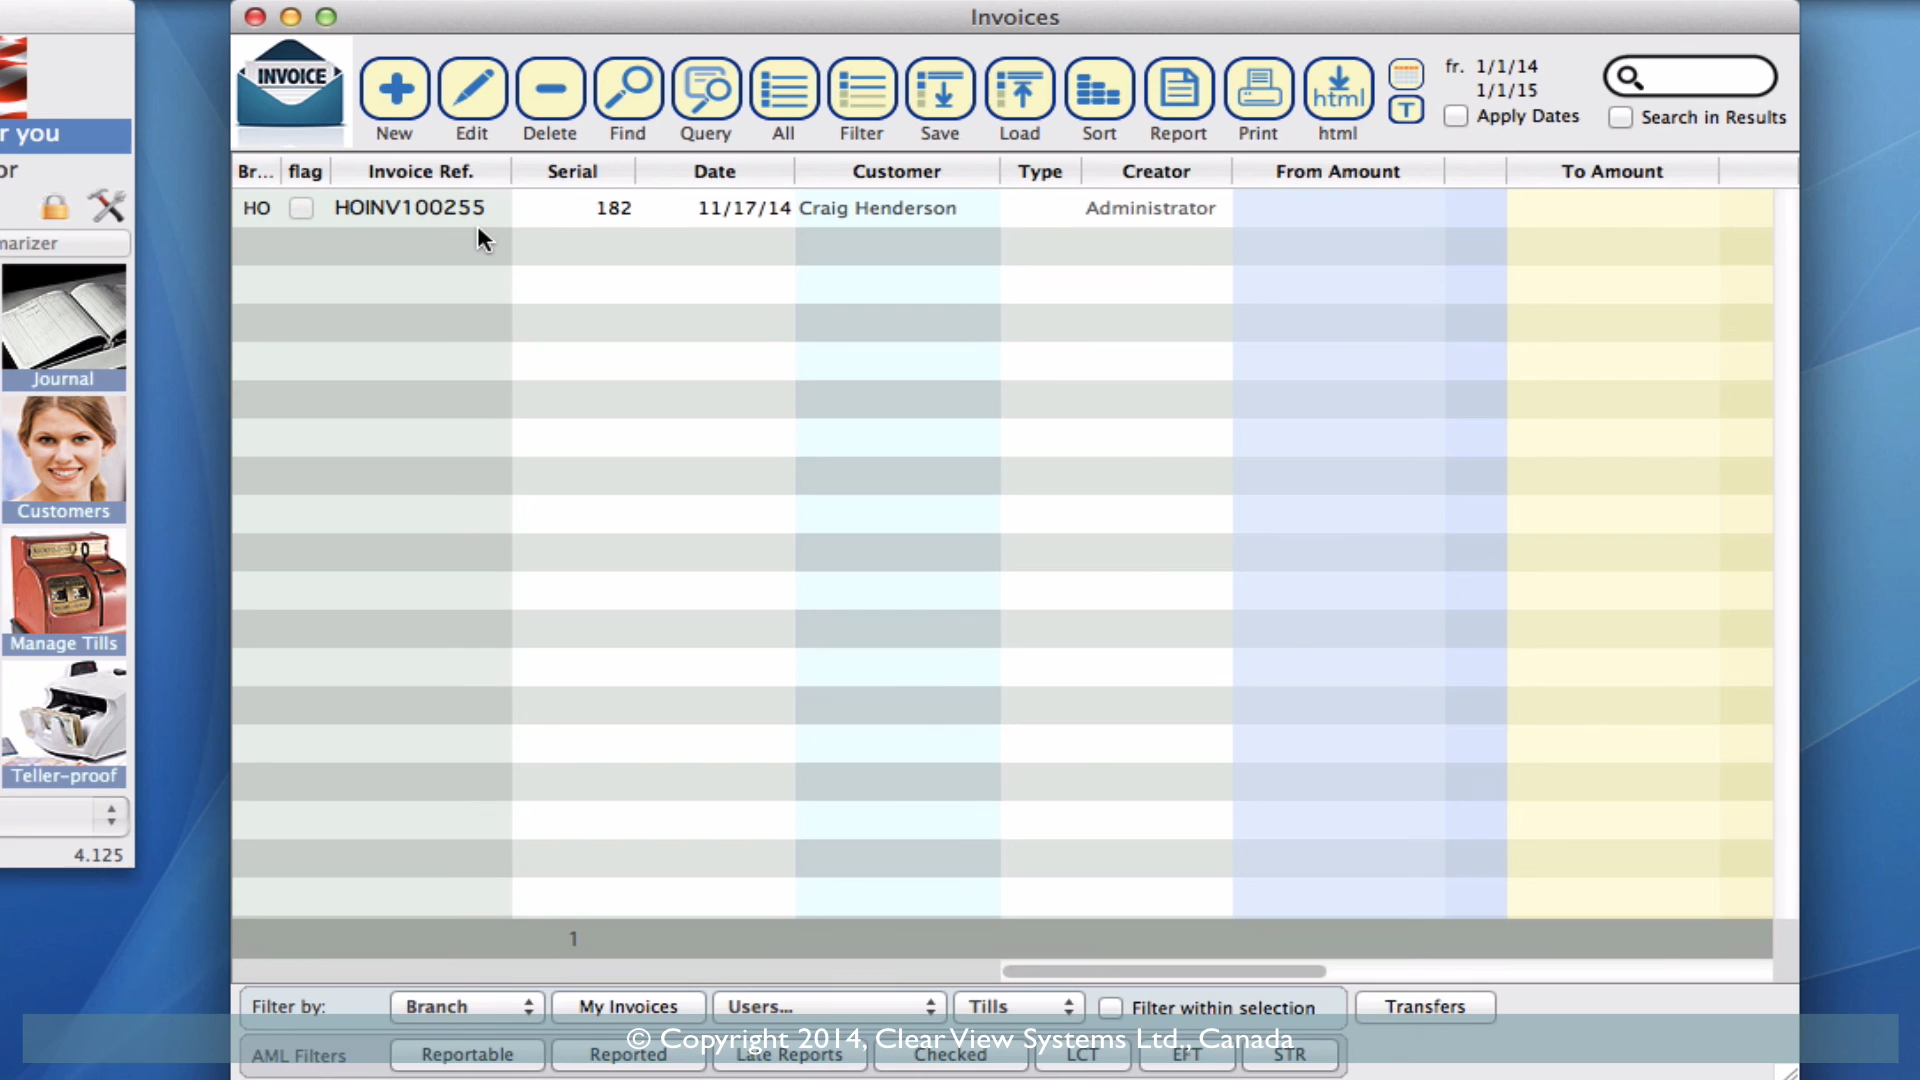 Invoices
INVOICE
New
Edit
Delete
Find
Query
All
Filter
Save
Load
Sort
Report
Print
html
html
T
fr. 1/1/14
1/1/15
Apply Dates
Search in Results
Br... flag Invoice Ref. Serial Date Customer Type Creator From Amount To Amount
HO HOINV100255 182 11/17/14 Craig Henderson Administrator
1
r you
or
marizer
Journal
Customers
Manage Tills
Teller-proof
4.125
Filter by: Branch My Invoices Users... Tills Filter within selection Transfers
© Copyright 2014, Clear View Systems Ltd., Canada
AML Filters Reportable Reported Late Reports Checked LCT EFT STR